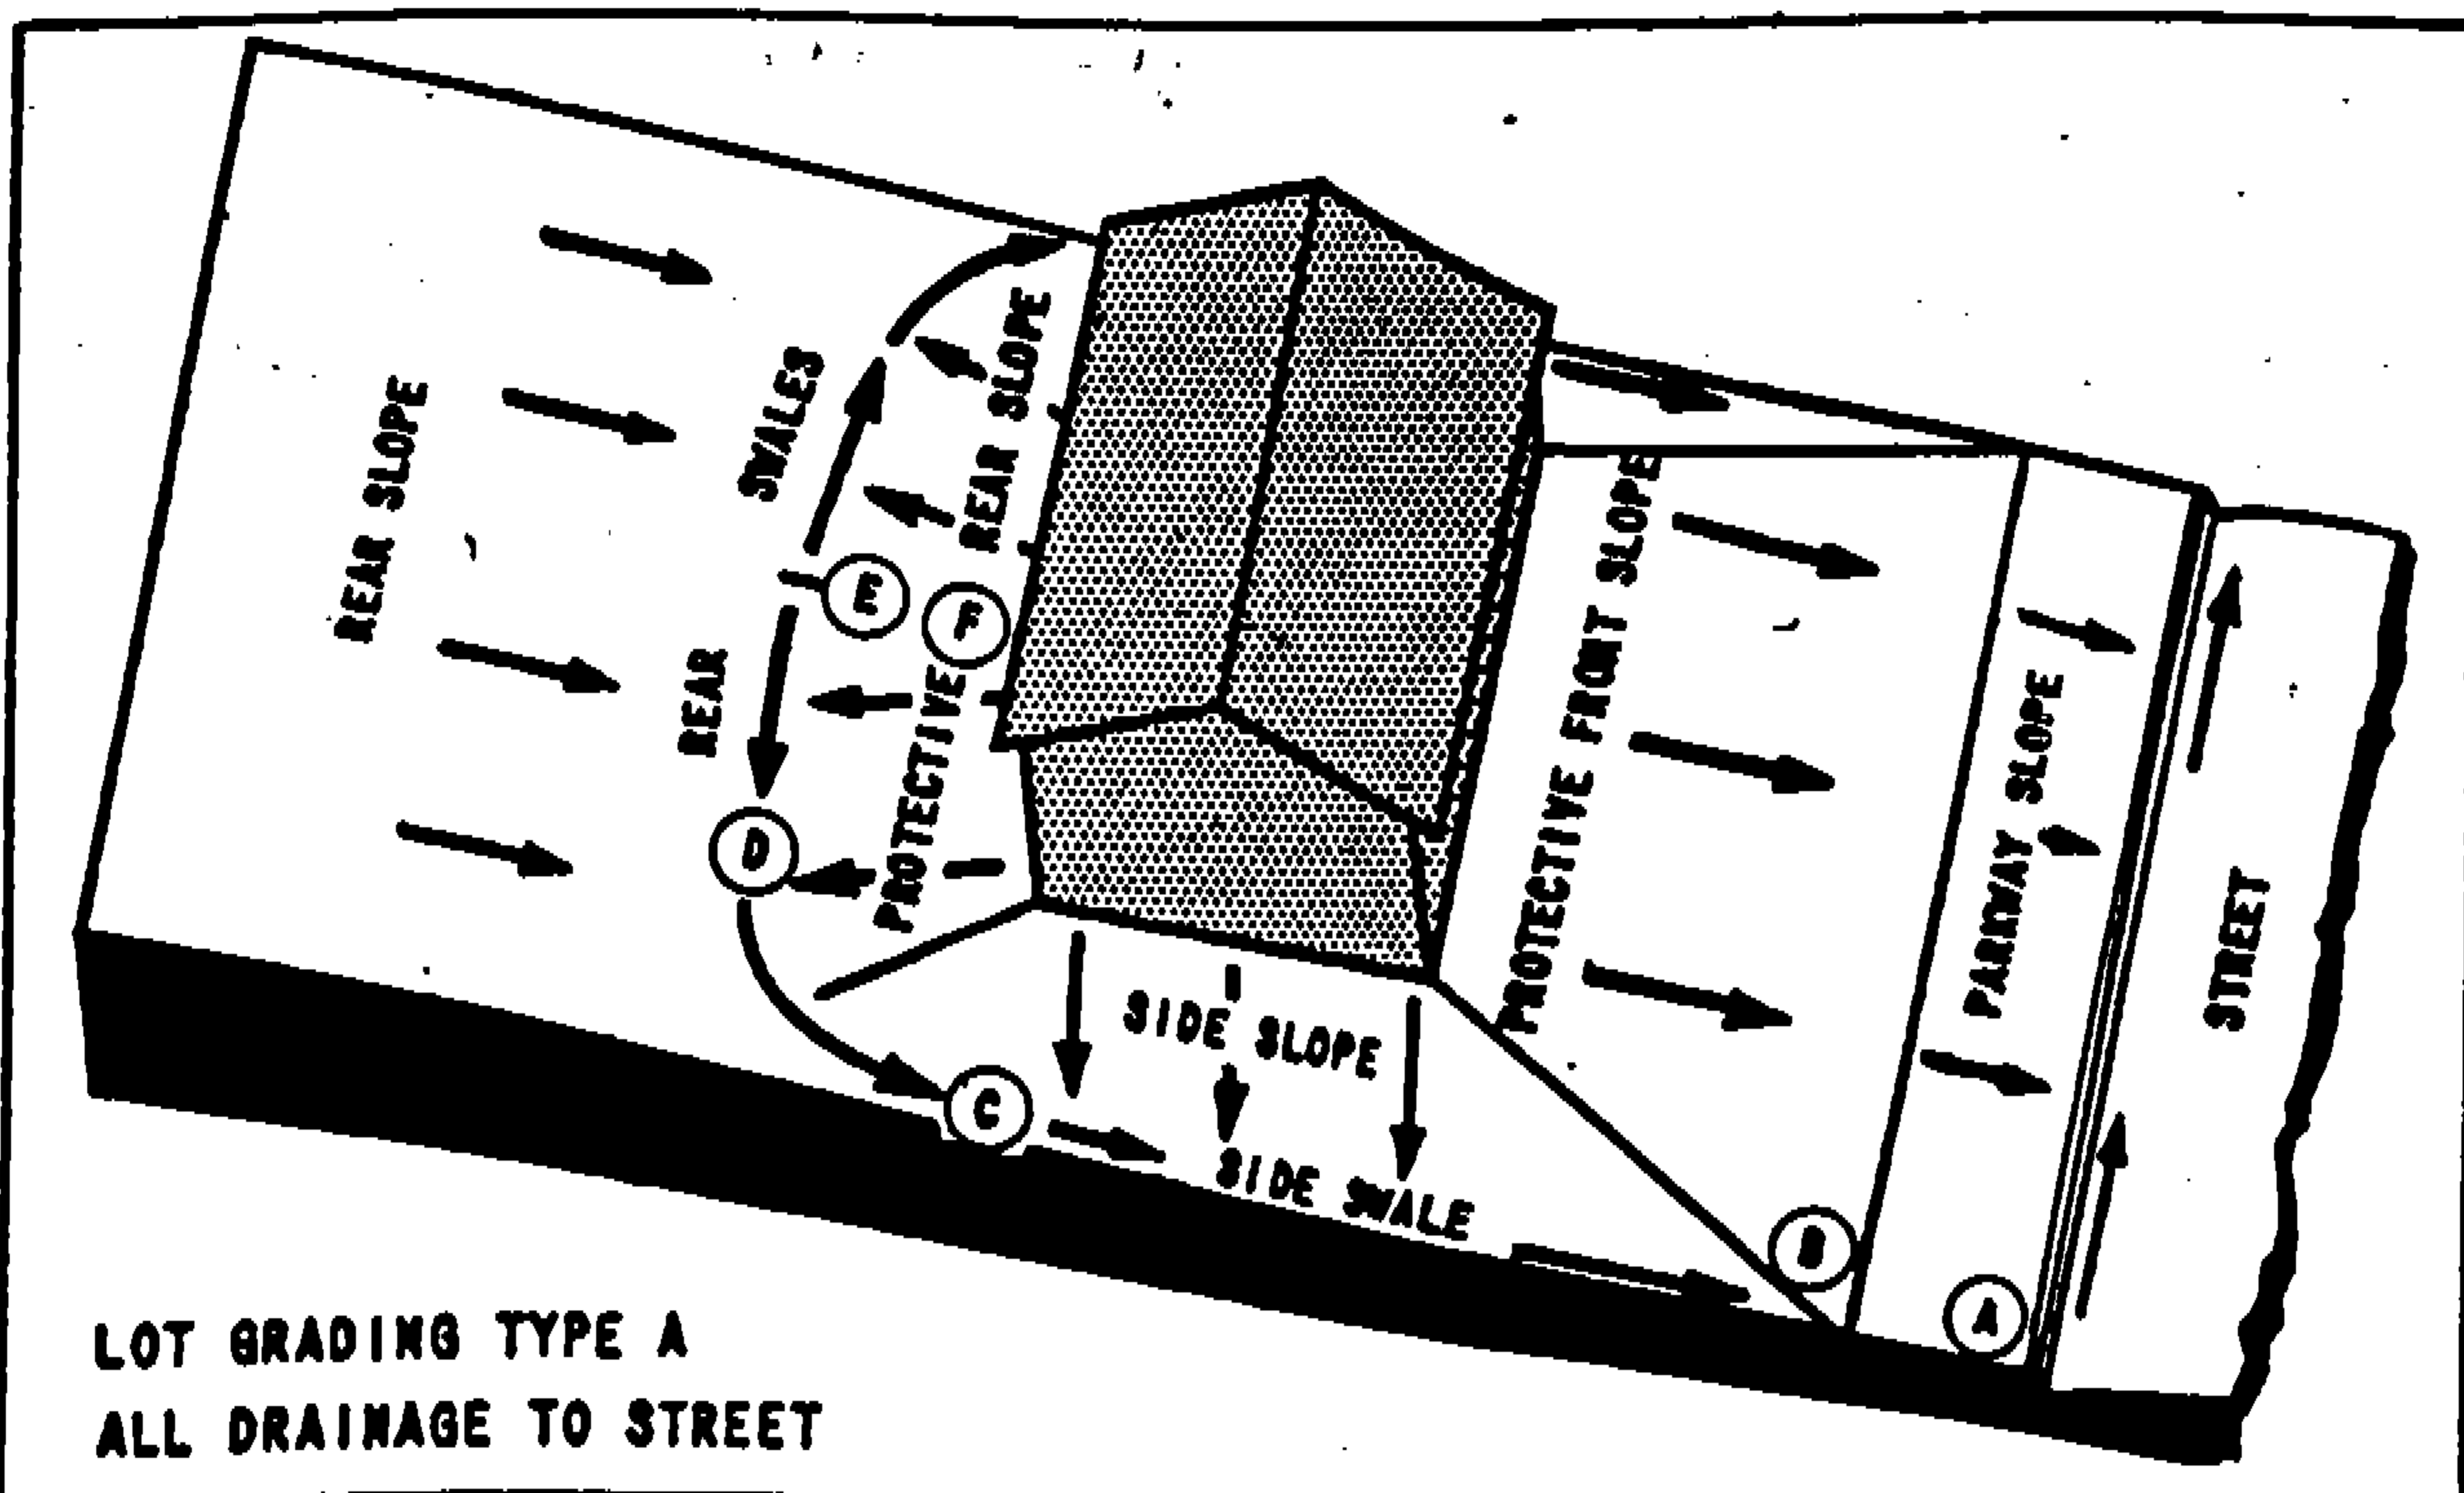 REAR SLOPE
REAR SWALES
PROTECTIVE REAR SLOPE
E
F
D
C
SIDE SLOPE
SIDE SWALE
PROTECTIVE FRONT SLOPE
PARKWAY SLOPE
STREET
B
A
LOT GRADING TYPE A
ALL DRAINAGE TO STREET